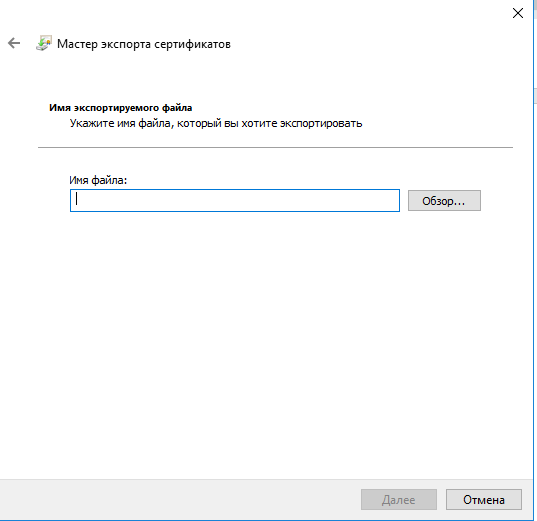 Мастер экспорта сертификатов
Имя экспортируемого файла
Укажите имя файла, который вы хотите экспортировать
Имя файла:
Обзор...
Далее
Отмена